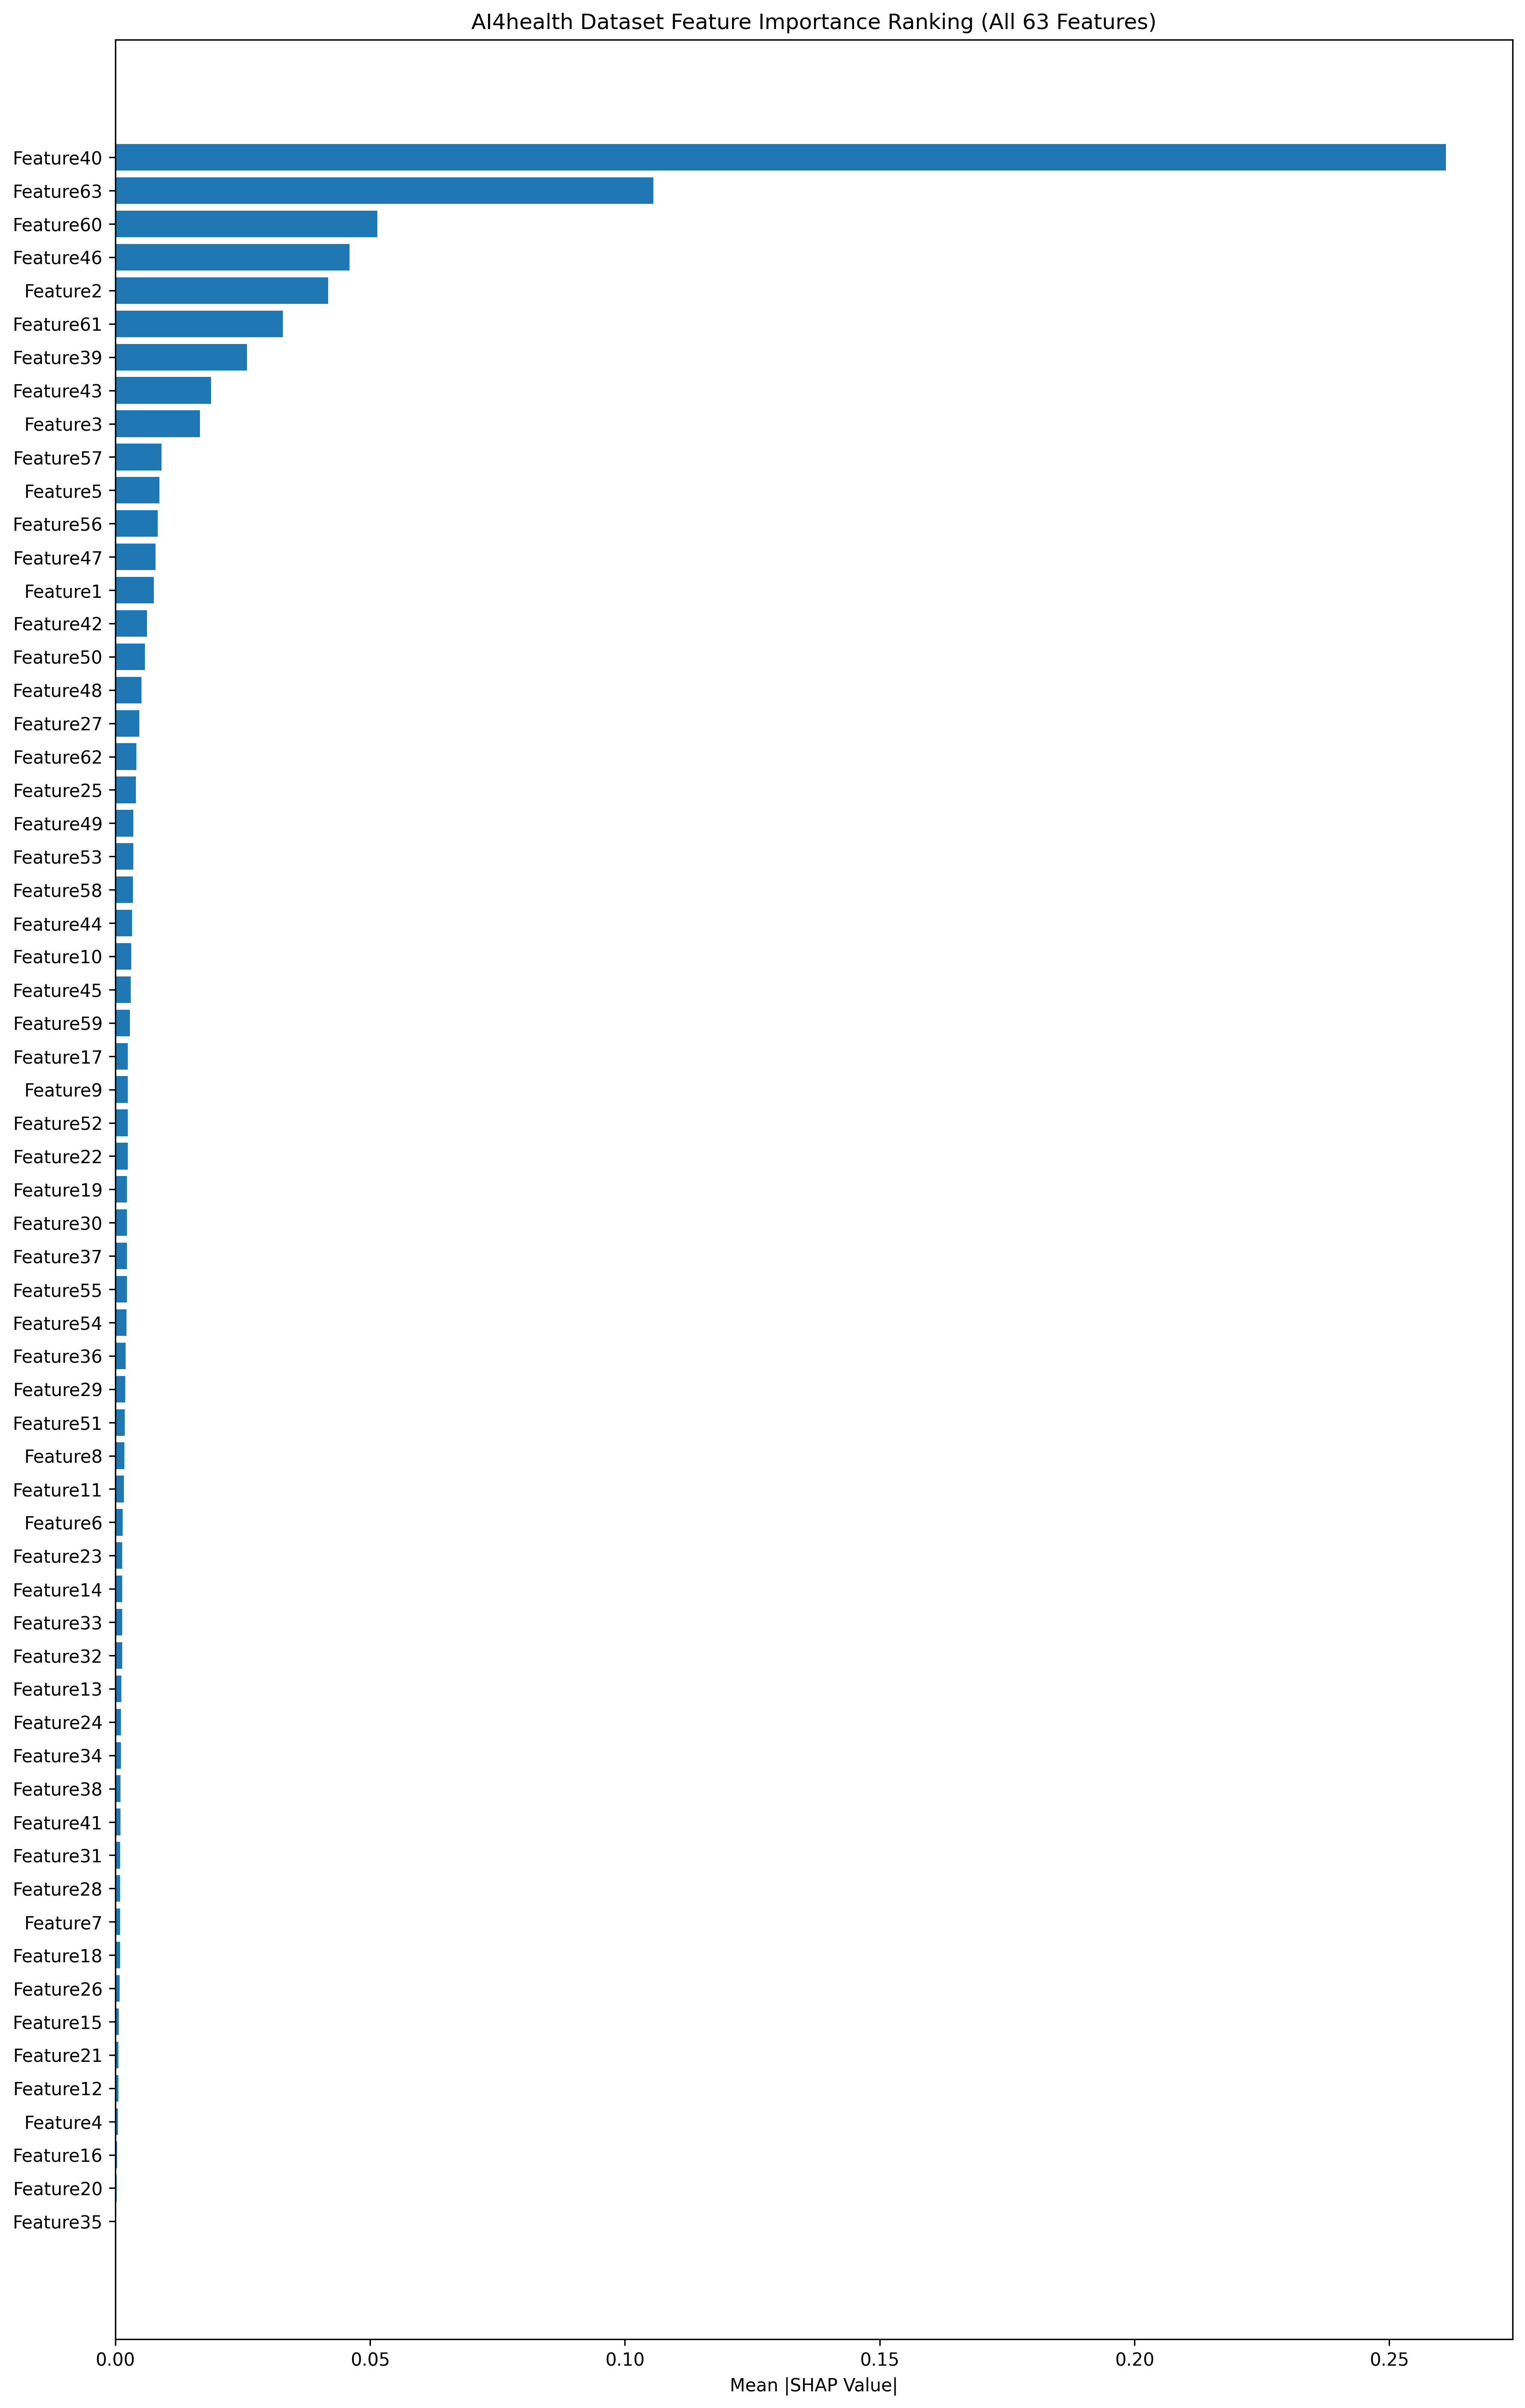 AI4health Dataset Feature Importance Ranking (All 63 Features)
Feature40
Feature63
Feature60
Feature46
Feature2
Feature61
Feature39
Feature43
Feature3
Feature57
Feature5
Feature56
Feature47
Feature1
Feature42
Feature50
Feature48
Feature27
Feature62
Feature25
Feature49
Feature53
Feature58
Feature44
Feature10
Feature45
Feature59
Feature17
Feature9
Feature52
Feature22
Feature19
Feature30
Feature37
Feature55
Feature54
Feature36
Feature29
Feature51
Feature8
Feature11
Feature6
Feature23
Feature14
Feature33
Feature32
Feature13
Feature24
Feature34
Feature38
Feature41
Feature31
Feature28
Feature7
Feature18
Feature26
Feature15
Feature21
Feature12
Feature4
Feature16
Feature20
Feature35
0.00 0.05 0.10 0.15 0.20 0.25
Mean |SHAP Value|